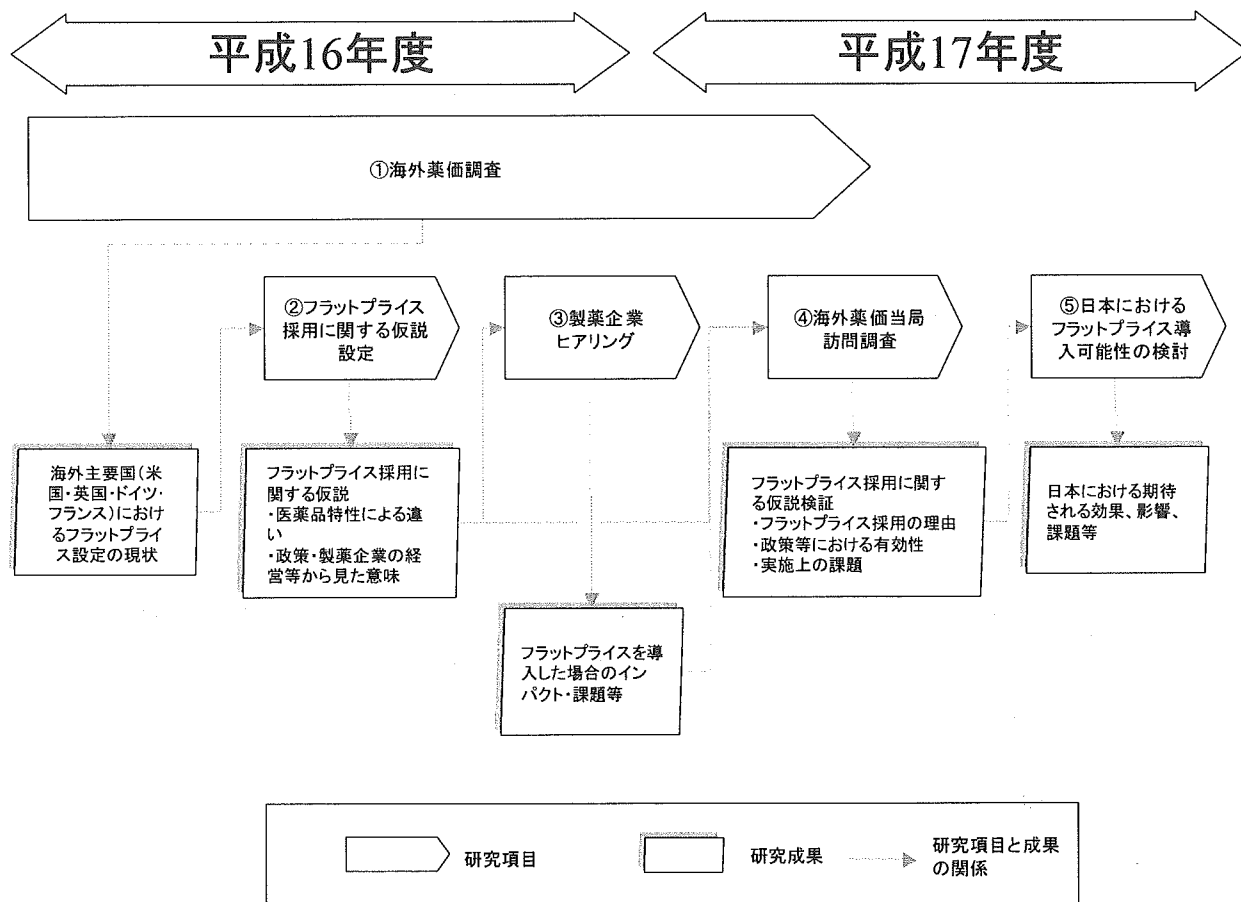 平成16年度
平成17年度
①海外薬価調査
②フラットプライス
採用に関する仮説
設定
③製薬企業
ヒアリング
④海外薬価当局
訪問調査
⑤日本における
フラットプライス導
入可能性の検討
海外主要国(米
国・英国・ドイツ・
フランス)におけ
るフラットプライ
ス設定の現状
フラットプライス採用に
関する仮説
・医薬品特性による違
い
・政策・製薬企業の経
営等から見た意味
フラットプライス採用に関す
る仮説検証
・フラットプライス採用の理由
・政策等における有効性
・実施上の課題
日本における期待
される効果、影響、
課題等
フラットプライスを導
入した場合のイン
パクト・課題等
研究項目
研究成果
研究項目と成果
の関係